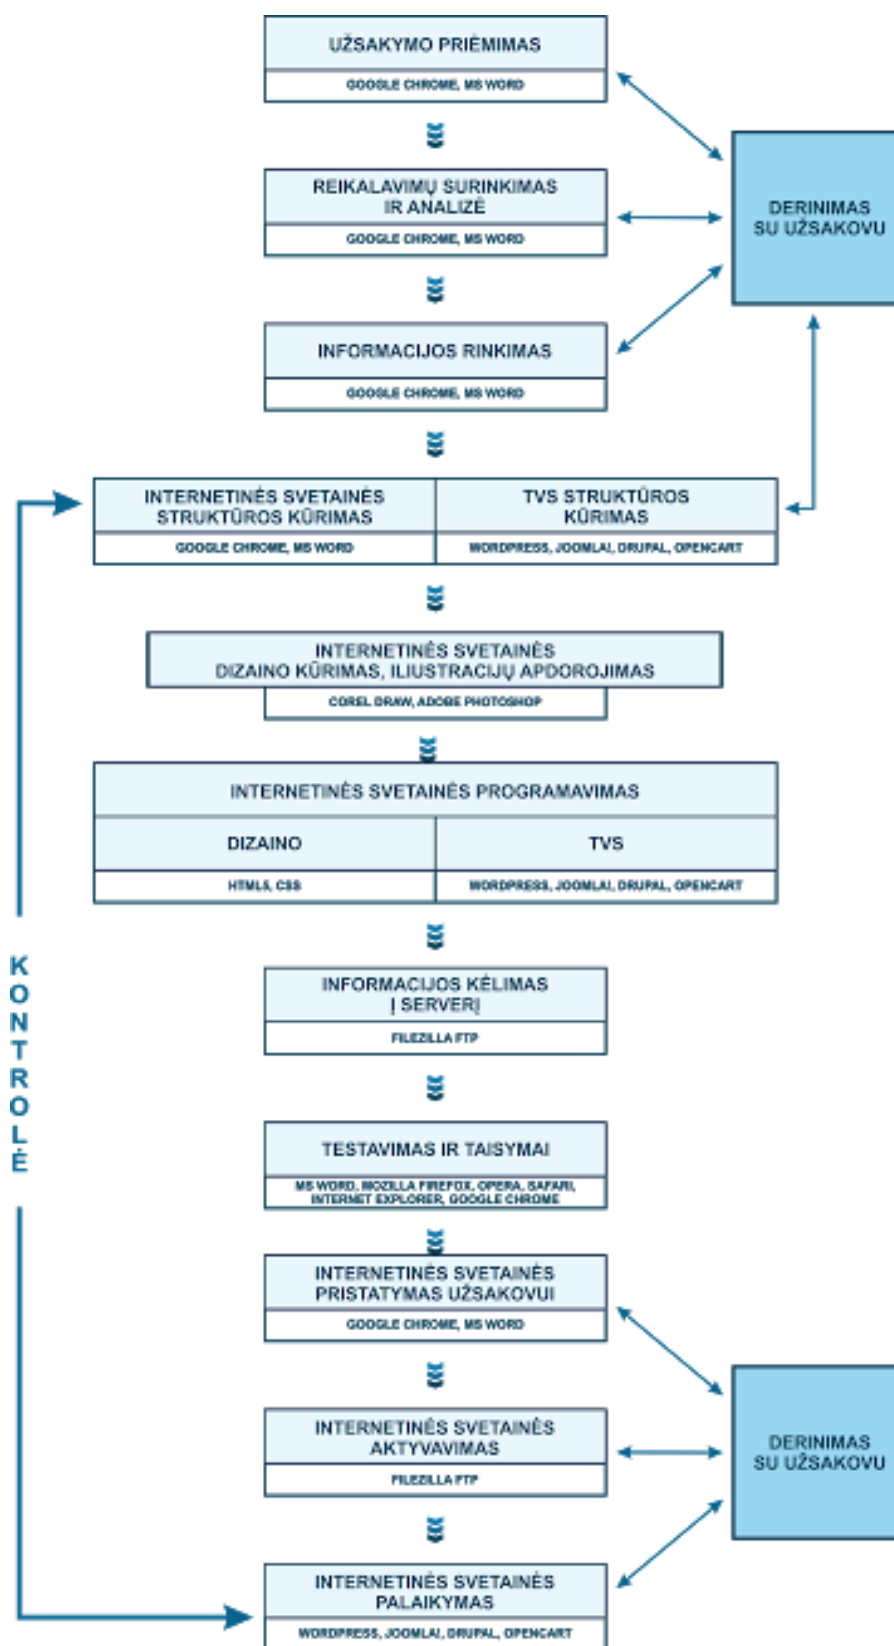 UŽSAKYMO PRIĖMIMAS
GOOGLE CHROME, MS WORD
REIKALAVIMŲ SURINKIMAS
IR ANALIZĖ
GOOGLE CHROME, MS WORD
DERINIMAS
SU UŽSAKOVU
INFORMACIJOS RINKIMAS
GOOGLE CHROME, MS WORD
INTERNETINĖS SVETAINĖS
STRUKTŪROS KŪRIMAS
GOOGLE CHROME, MS WORD
TVS STRUKTŪROS
KŪRIMAS
WORDPRESS, JOOMLA!, DRUPAL, OPENCART
INTERNETINĖS SVETAINĖS
DIZAINO KŪRIMAS, ILIUSTRACIJŲ APDOROJIMAS
COREL DRAW, ADOBE PHOTOSHOP
INTERNETINĖS SVETAINĖS PROGRAMAVIMAS
DIZAINO
HTML5, CSS
TVS
WORDPRESS, JOOMLA!, DRUPAL, OPENCART
KONTROLĖ
INFORMACIJOS KĖLIMAS
Į SERVERĮ
FILEZILLA FTP
TESTAVIMAS IR TAISYMAI
MS WORD, MOZILLA FIREFOX, OPERA, SAFARI,
INTERNET EXPLORER, GOOGLE CHROME
INTERNETINĖS SVETAINĖS
PRISTATYMAS UŽSAKOVUI
GOOGLE CHROME, MS WORD
INTERNETINĖS SVETAINĖS
AKTYVAVIMAS
FILEZILLA FTP
DERINIMAS
SU UŽSAKOVU
INTERNETINĖS SVETAINĖS
PALAIKYMAS
WORDPRESS, JOOMLA!, DRUPAL, OPENCART